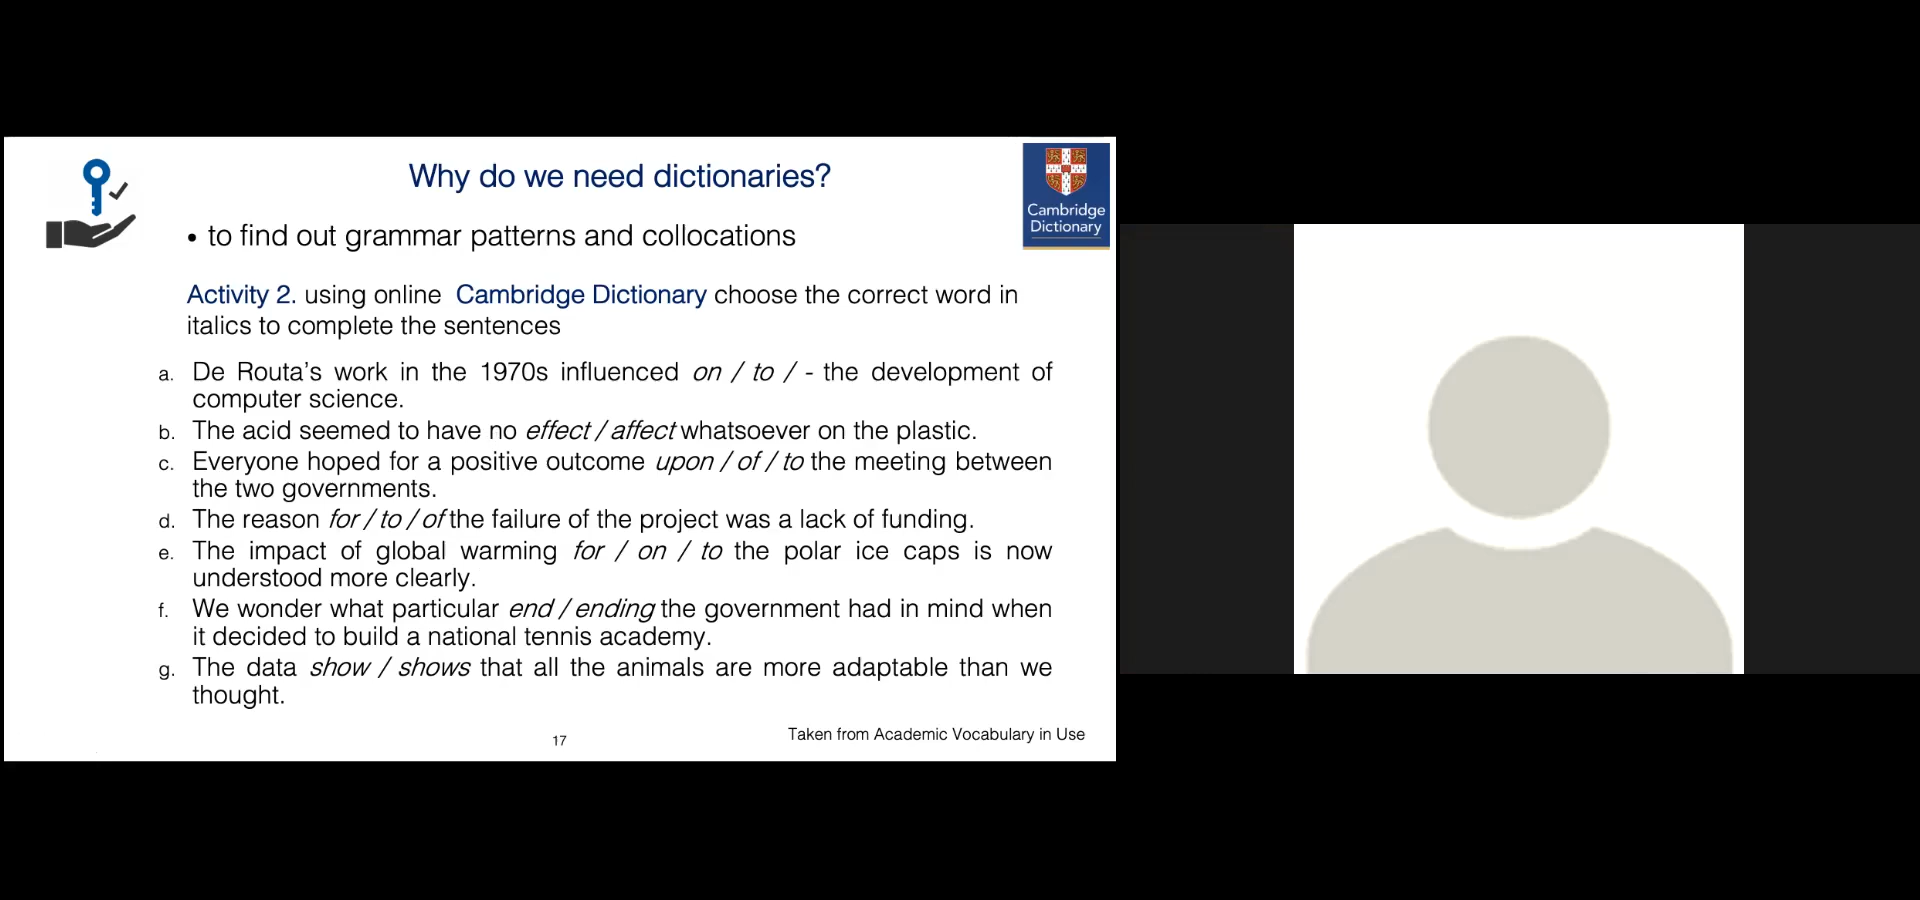 Why do we need dictionaries?
Cambridge
Dictionary
• to find out grammar patterns and collocations
Activity 2. using online Cambridge Dictionary choose the correct word in
italics to complete the sentences
a. De Routa's work in the 1970s influenced on / to / - the development of
computer science.
b. The acid seemed to have no effect / affect whatsoever on the plastic.
c. Everyone hoped for a positive outcome upon / of / to the meeting between
the two governments.
d. The reason for / to / of the failure of the project was a lack of funding.
e. The impact of global warming for / on / to the polar ice caps is now
understood more clearly.
f. We wonder what particular end / ending the government had in mind when
it decided to build a national tennis academy.
g. The data show / shows that all the animals are more adaptable than we
thought.
17
Taken from Academic Vocabulary in Use